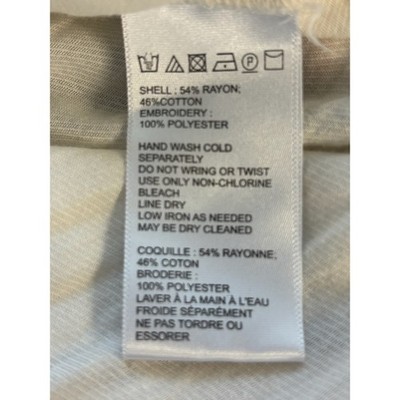 SHELL : 54% RAYON;
46%COTTON
EMBROIDERY :
100% POLYESTER
HAND WASH COLD
SEPARATELY
DO NOT WRING OR TWIST
USE ONLY NON-CHLORINE
BLEACH
LINE DRY
LOW IRON AS NEEDED
MAY BE DRY CLEANED
COQUILLE : 54% RAYONNE;
46% COTON
BRODERIE :
100% POLYESTER
LAVER À LA MAIN À L'EAU
FROIDE SÉPARÉMENT
NE PAS TORDRE OU
ESSORER